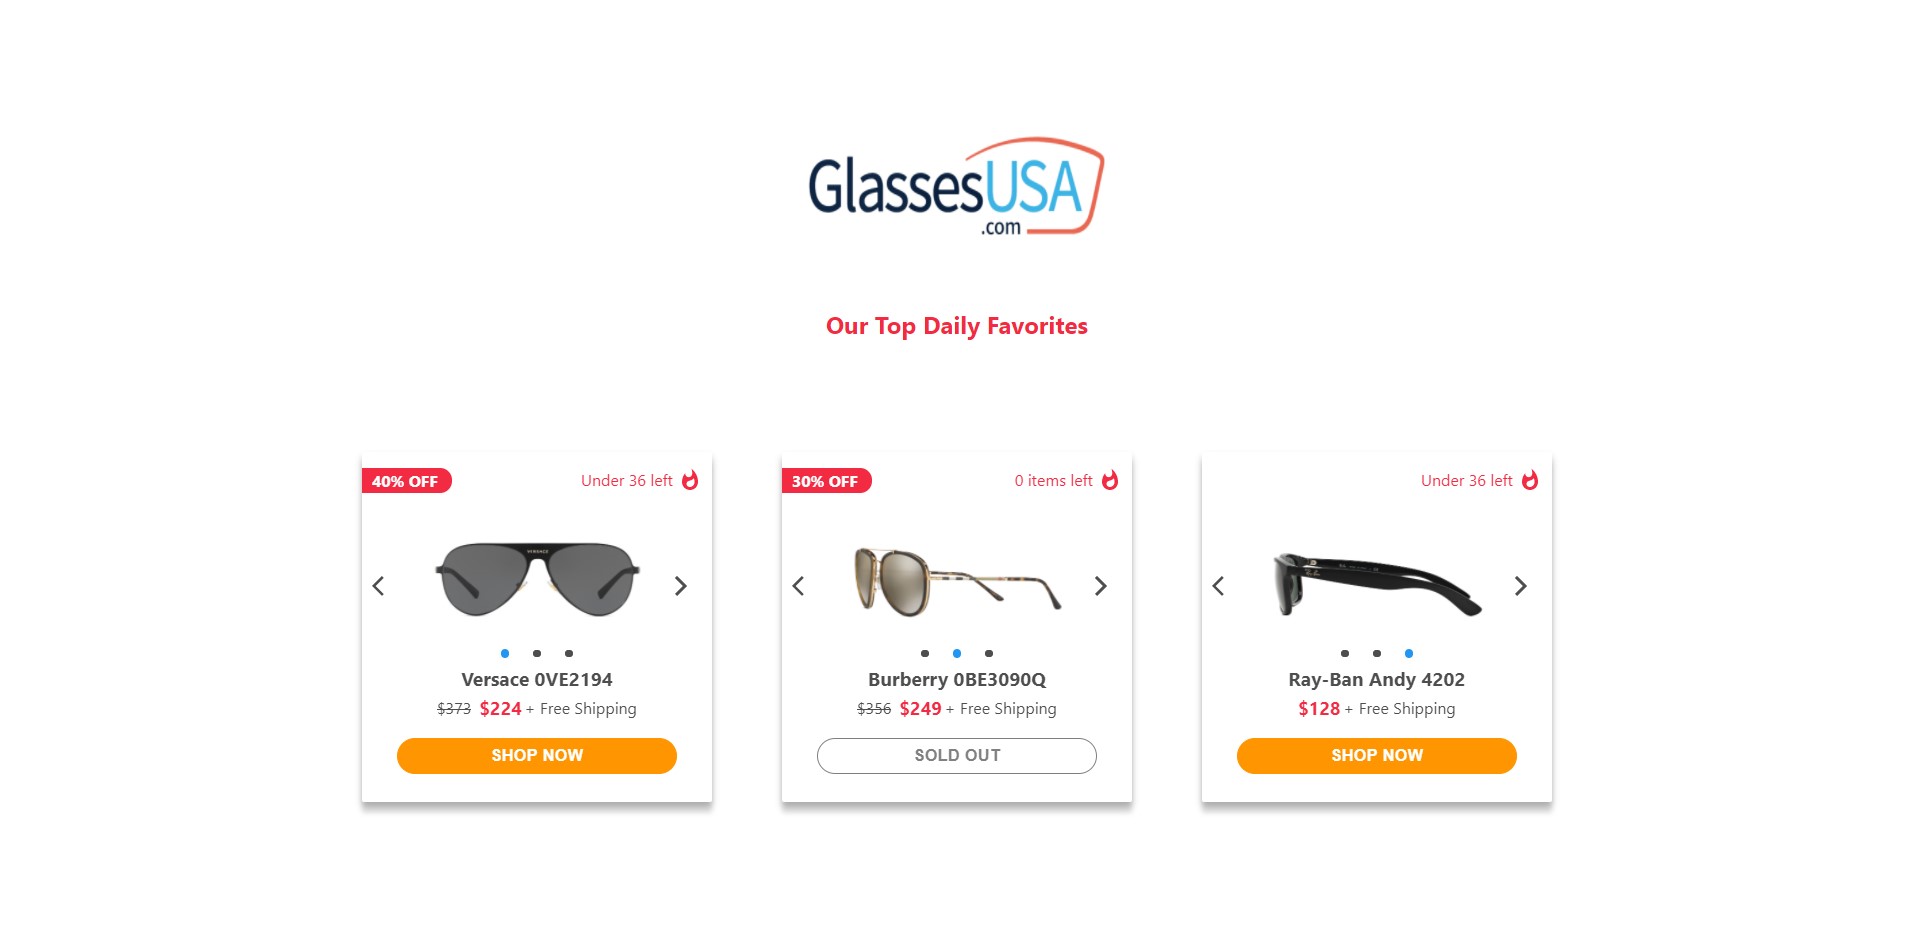 GlassesUSA
.com
Our Top Daily Favorites
40% OFF
Under 36 left
VERSACE
Versace 0VE2194
$373 $224 + Free Shipping
SHOP NOW
30% OFF
0 items left
Burberry 0BE3090Q
$356 $249 + Free Shipping
SOLD OUT
Under 36 left
Ray-Ban Andy 4202
$128 + Free Shipping
SHOP NOW